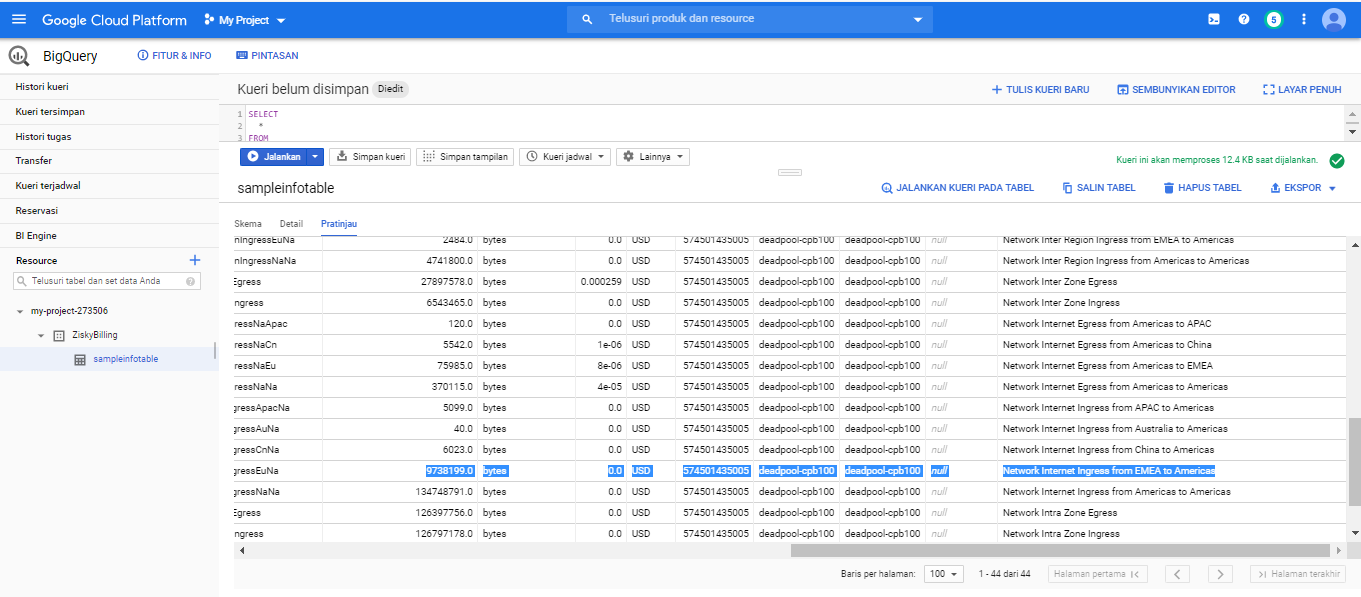 Google Cloud Platform My Project Telusuri produk dan resource 5
BigQuery FITUR & INFO PINTASAN
Histori kueri
Kueri tersimpan
Histori tugas
Transfer
Kueri terjadwal
Reservasi
BI Engine
Resource
Telusuri tabel dan set data Anda
my-project-273506
ZiskyBilling
sampleinfotable
Kueri belum disimpan Diedit TULIS KUERI BARU SEMBUNYIKAN EDITOR LAYAR PENUH
1 SELECT
2 *
3 FROM
Jalankan Simpan kueri Simpan tampilan Kueri jadwal Lainnya Kueri ini akan memproses 12.4 KB saat dijalankan.
sampleinfotable JALANKAN KUERI PADA TABEL SALIN TABEL HAPUS TABEL EKSPOR
Skema Detail Pratinjau
nIngressEuNa 2484.0 bytes 0.0 USD 574501435005 deadpool-cpb100 deadpool-cpb100 null Network Inter Region Ingress from EMEA to Americas
nIngressNaNa 4741800.0 bytes 0.0 USD 574501435005 deadpool-cpb100 deadpool-cpb100 null Network Inter Region Ingress from Americas to Americas
Egress 27897578.0 bytes 0.000259 USD 574501435005 deadpool-cpb100 deadpool-cpb100 null Network Inter Zone Egress
ngress 6543465.0 bytes 0.0 USD 574501435005 deadpool-cpb100 deadpool-cpb100 null Network Inter Zone Ingress
ressNaApac 120.0 bytes 0.0 USD 574501435005 deadpool-cpb100 deadpool-cpb100 null Network Internet Egress from Americas to APAC
ressNaCn 5542.0 bytes 1e-06 USD 574501435005 deadpool-cpb100 deadpool-cpb100 null Network Internet Egress from Americas to China
ressNaEu 75985.0 bytes 8e-06 USD 574501435005 deadpool-cpb100 deadpool-cpb100 null Network Internet Egress from Americas to EMEA
ressNaNa 370115.0 bytes 4e-05 USD 574501435005 deadpool-cpb100 deadpool-cpb100 null Network Internet Egress from Americas to Americas
gressApacNa 5099.0 bytes 0.0 USD 574501435005 deadpool-cpb100 deadpool-cpb100 null Network Internet Ingress from APAC to Americas
gressAuNa 40.0 bytes 0.0 USD 574501435005 deadpool-cpb100 deadpool-cpb100 null Network Internet Ingress from Australia to Americas
gressCnNa 6023.0 bytes 0.0 USD 574501435005 deadpool-cpb100 deadpool-cpb100 null Network Internet Ingress from China to Americas
gressEuNa 9738199.0 bytes 0.0 USD 574501435005 deadpool-cpb100 deadpool-cpb100 null Network Internet Ingress from EMEA to Americas
gressNaNa 134748791.0 bytes 0.0 USD 574501435005 deadpool-cpb100 deadpool-cpb100 null Network Internet Ingress from Americas to Americas
Egress 126397756.0 bytes 0.0 USD 574501435005 deadpool-cpb100 deadpool-cpb100 null Network Intra Zone Egress
ngress 126797178.0 bytes 0.0 USD 574501435005 deadpool-cpb100 deadpool-cpb100 null Network Intra Zone Ingress
Baris per halaman: 100 1 - 44 dari 44 Halaman pertama Halaman terakhir